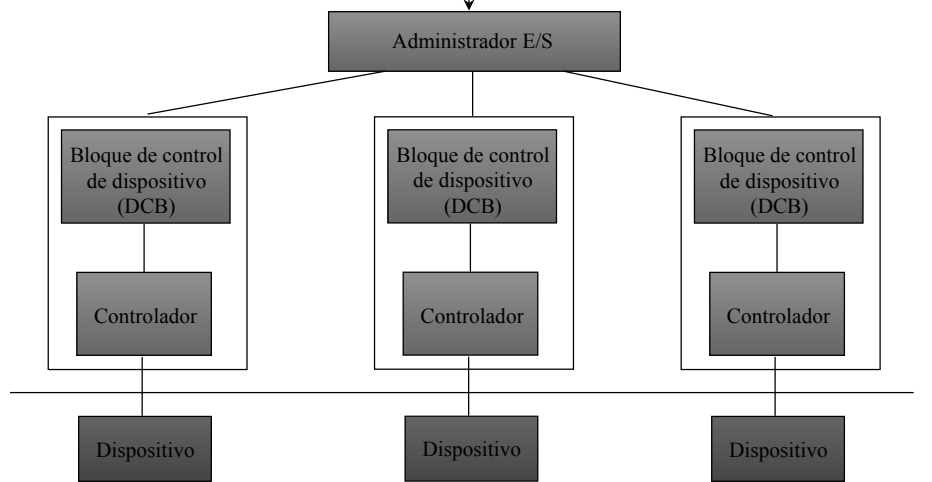 Administrador E/S
Bloque de control
de dispositivo
(DCB)
Controlador
Dispositivo
Bloque de control
de dispositivo
(DCB)
Controlador
Dispositivo
Bloque de control
de dispositivo
(DCB)
Controlador
Dispositivo